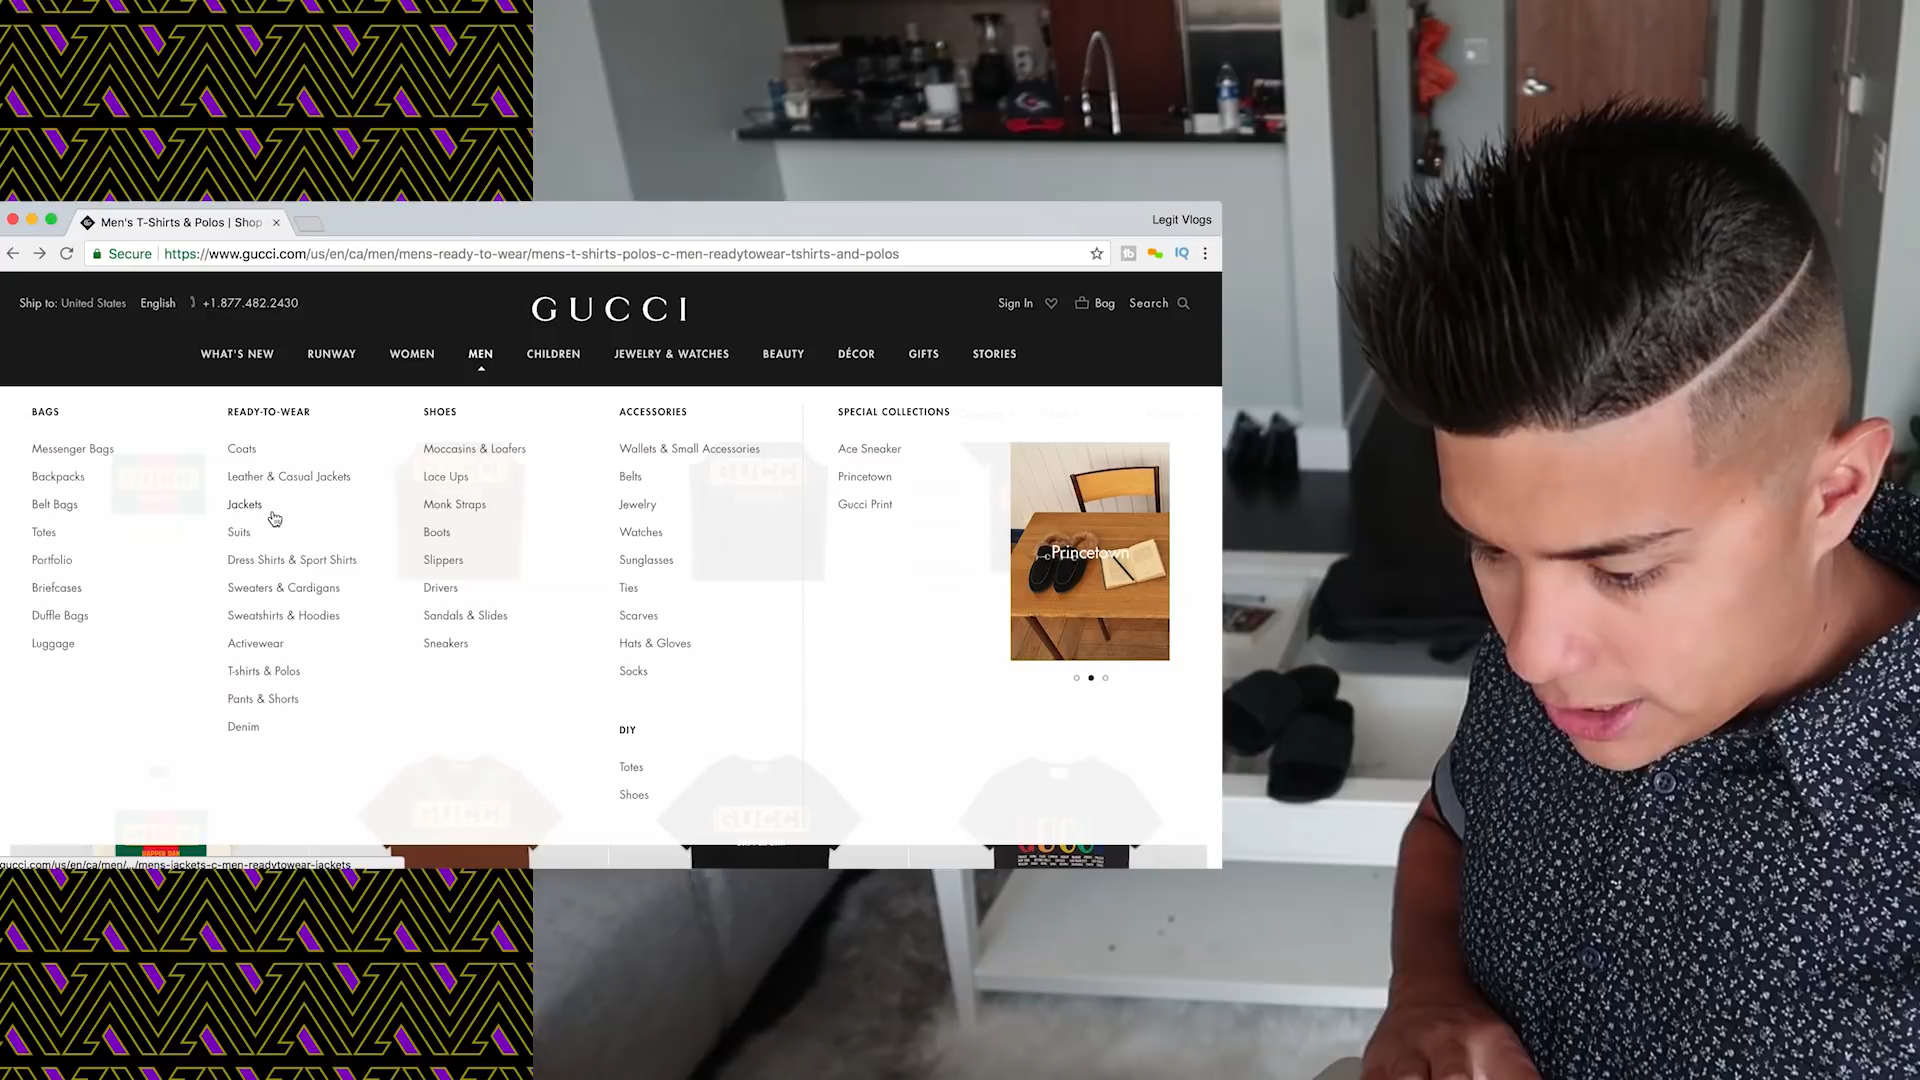 Men's T-Shirts & Polos | Shop
Legit Vlogs
Secure
https://www.gucci.com/us/en/ca/men/mens-ready-to-wear/mens-t-shirts-polos-c-men-readytowear-tshirts-and-polos
Ship to: United States English +1.877.482.2430
GUCCI
Sign In Bag Search
WHAT'S NEW RUNWAY WOMEN MEN CHILDREN JEWELRY & WATCHES BEAUTY DÉCOR GIFTS STORIES
BAGS
Messenger Bags
Backpacks
Belt Bags
Totes
Portfolio
Briefcases
Duffle Bags
Luggage
READY-TO-WEAR
Coats
Leather & Casual Jackets
Jackets
Suits
Dress Shirts & Sport Shirts
Sweaters & Cardigans
Sweatshirts & Hoodies
Activewear
T-shirts & Polos
Pants & Shorts
Denim
SHOES
Moccasins & Loafers
Lace Ups
Monk Straps
Boots
Slippers
Drivers
Sandals & Slides
Sneakers
ACCESSORIES
Wallets & Small Accessories
Belts
Jewelry
Watches
Sunglasses
Ties
Scarves
Hats & Gloves
Socks
DIY
Totes
Shoes
SPECIAL COLLECTIONS
Ace Sneaker
Princetown
Gucci Print
Princetown
GUCCI
GUCCI
GUCCI
DAPPER DAN
gucci.com/us/en/ca/men/.../mens-jackets-c-men-readytowear-jackets